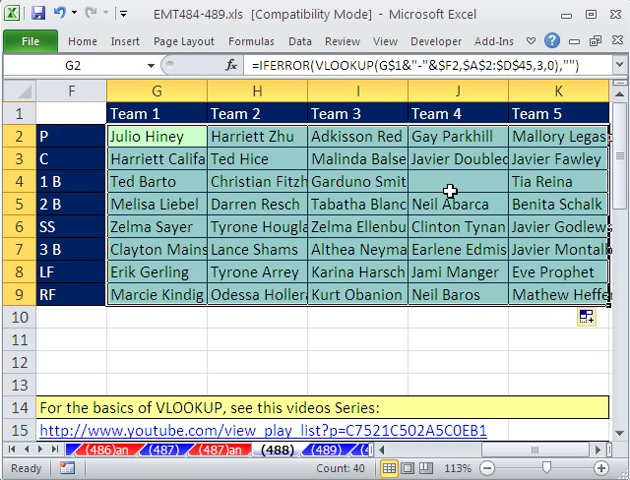 EMT484-489.xls [Compatibility Mode] - Microsoft Excel
File Home Insert Page Layout Formulas Data Review View Developer Add-Ins
G2 fx =IFERROR(VLOOKUP(G$1&"-"&$F2,$A$2:$D$45,3,0),"")
F G H I J K
1 Team 1 Team 2 Team 3 Team 4 Team 5
2 P Julio Hiney Harriett Zhu Adkisson Red Gay Parkhill Mallory Legas
3 C Harriett Califa Ted Hice Malinda Balse Javier Doubled Javier Fawley
4 1 B Ted Barto Christian Fitzh Garduno Smit Tia Reina
5 2 B Melisa Liebel Darren Resch Tabatha Blanc Neil Abarca Benita Schalk
6 SS Zelma Sayer Tyrone Hougla Zelma Ellenbu Clinton Tynan Javier Godlews
7 3 B Clayton Mains Lance Shams Althea Neyma Earlene Edmis Javier Montalb
8 LF Erik Gerling Tyrone Arrey Karina Harsch Jami Manger Eve Prophet
9 RF Marcie Kindig Odessa Holler Kurt Obanion Neil Baros Mathew Heffe
10
11
12
13
14 For the basics of VLOOKUP, see this videos Series:
15 http://www.youtube.com/view_play_list?p=C7521C502A5C0EB1
(486)an (487) (487)an (488) (489)
Ready Count: 40 113%